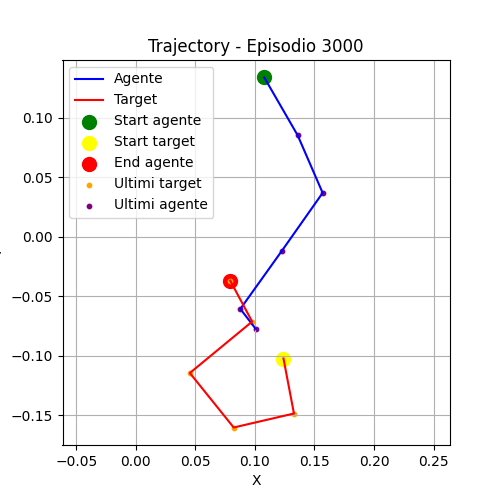 Trajectory - Episodio 3000
Agente
Target
Start agente
Start target
End agente
Ultimi target
Ultimi agente
0.10
0.05
0.00
−0.05
−0.10
−0.15
−0.05 0.00 0.05 0.10 0.15 0.20 0.25
X